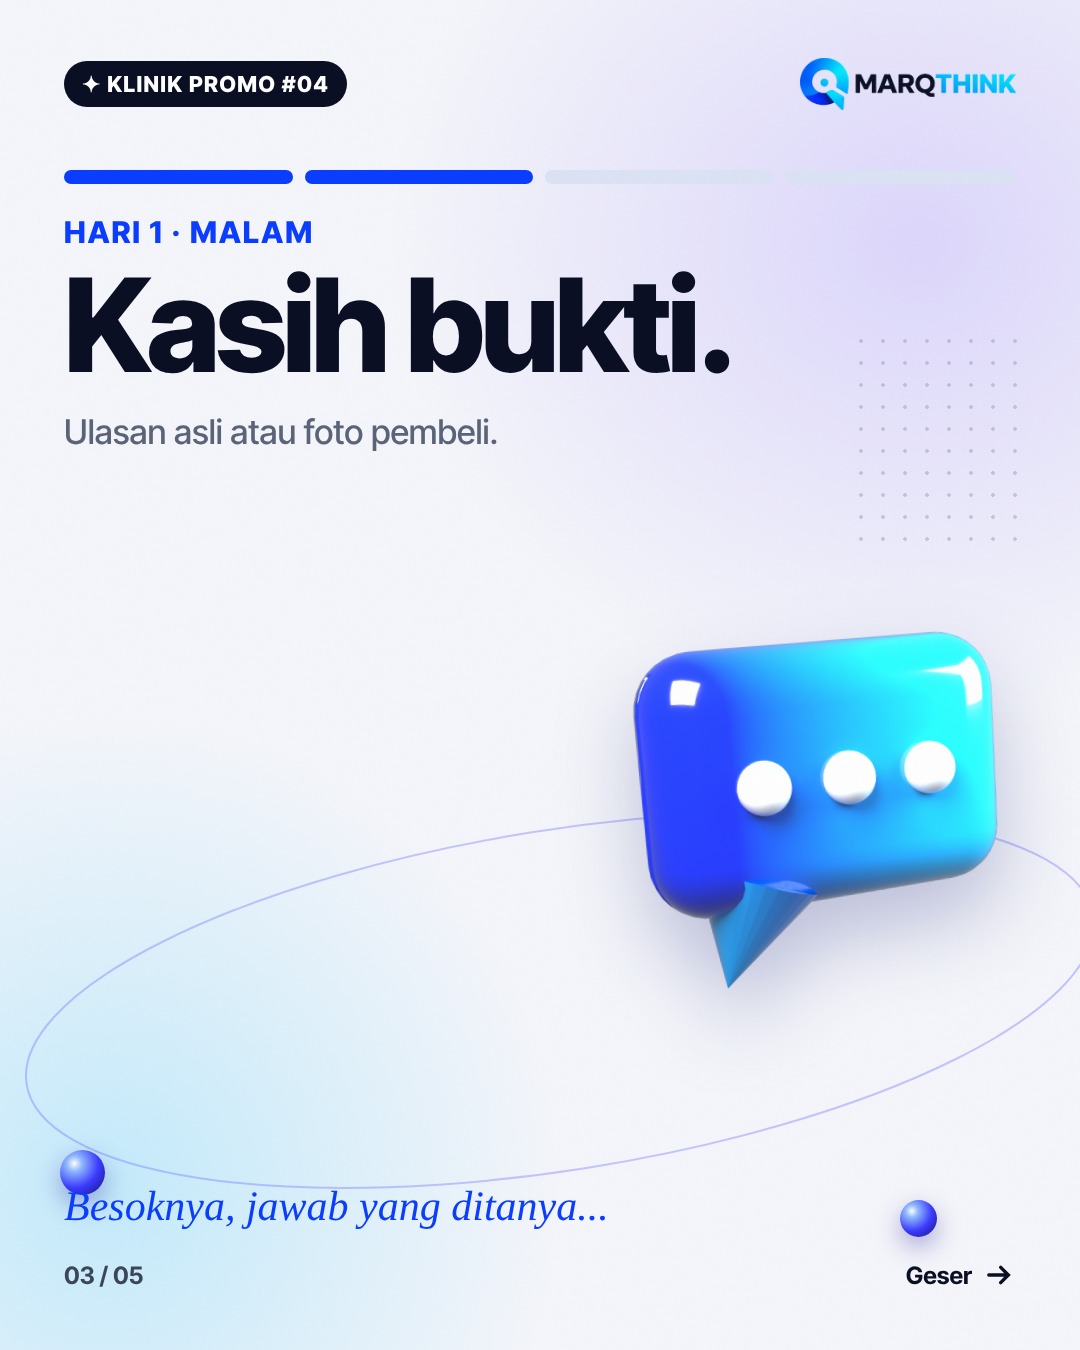 ✦ KLINIK PROMO #04
MARQTHINK
HARI 1 · MALAM
Kasih bukti.
Ulasan asli atau foto pembeli.
Besoknya, jawab yang ditanya...
03 / 05
Geser →